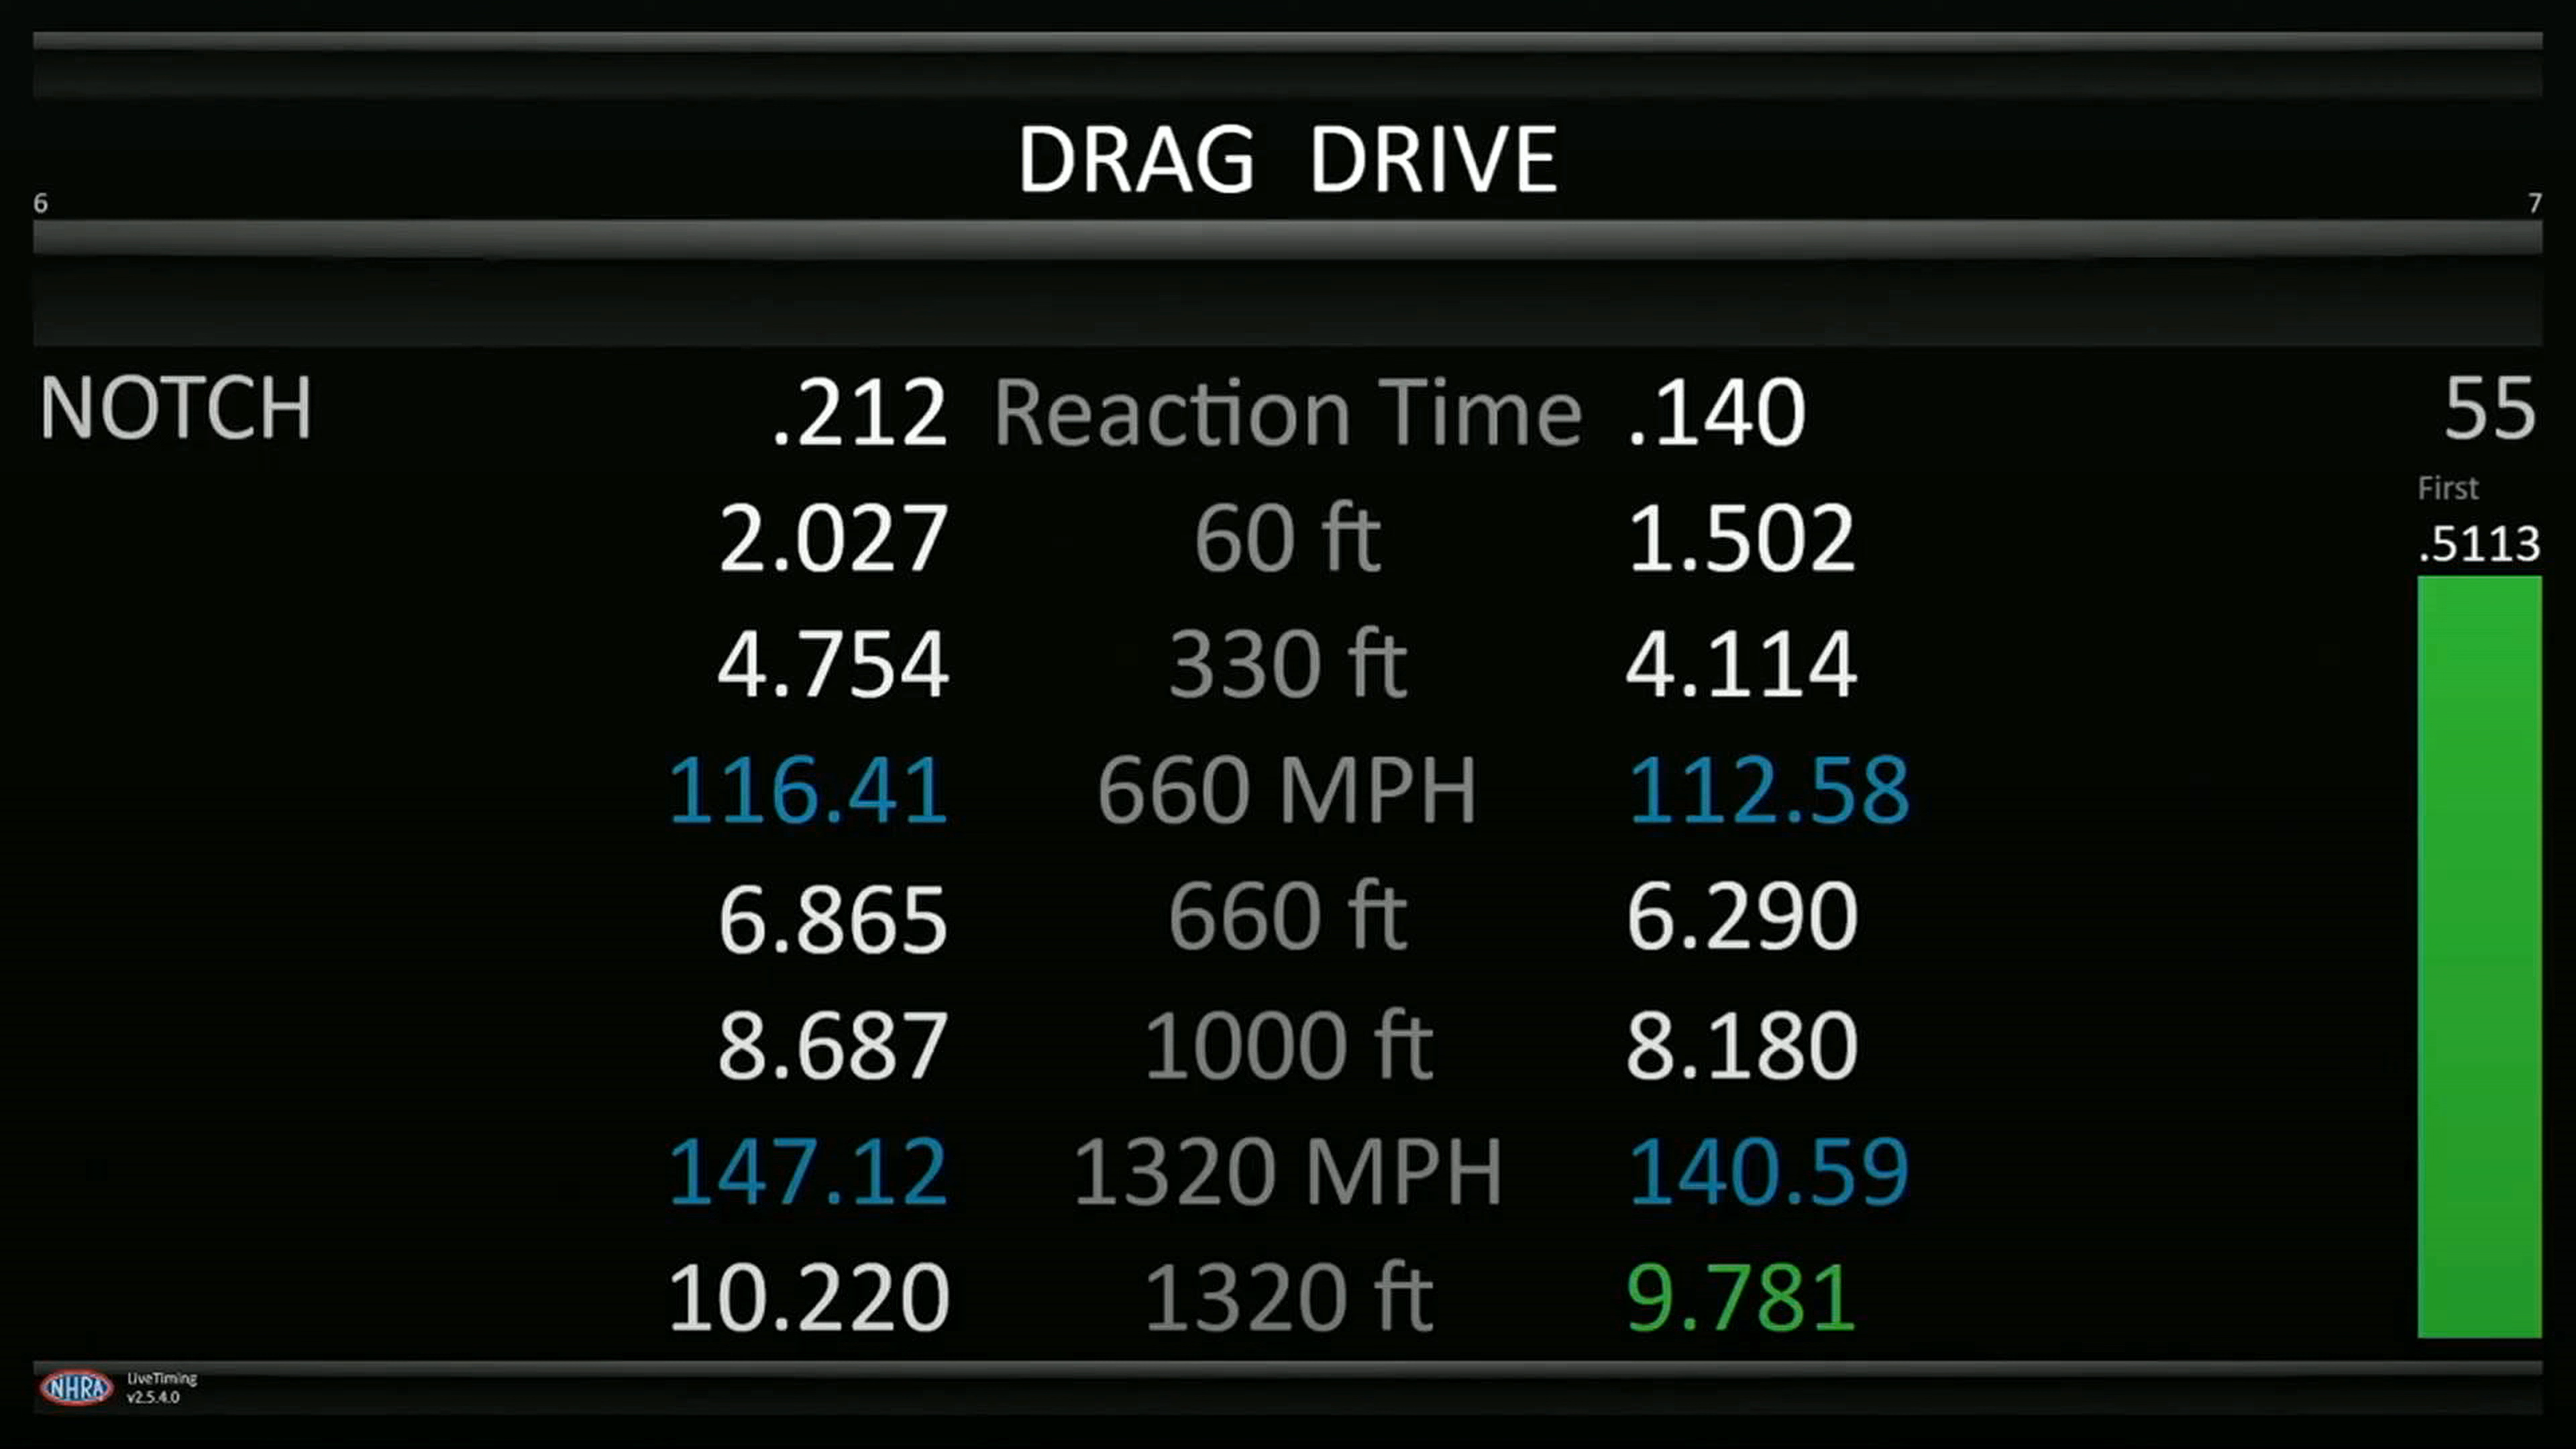 DRAG DRIVE
6 7
NOTCH .212 Reaction Time .140 55
First
.5113
2.027 60 ft 1.502
4.754 330 ft 4.114
116.41 660 MPH 112.58
6.865 660 ft 6.290
8.687 1000 ft 8.180
147.12 1320 MPH 140.59
10.220 1320 ft 9.781
NHRA LiveTiming
v2.5.4.0